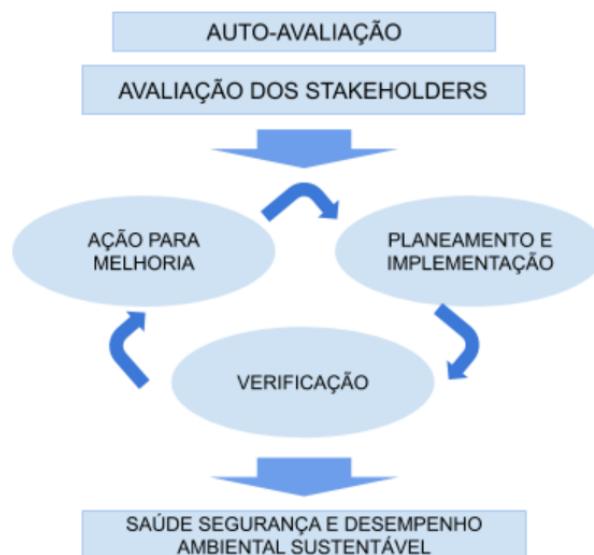 AUTO-AVALIAÇÃO
AVALIAÇÃO DOS STAKEHOLDERS
AÇÃO PARA
MELHORIA
PLANEAMENTO E
IMPLEMENTAÇÃO
VERIFICAÇÃO
SAÚDE SEGURANÇA E DESEMPENHO
AMBIENTAL SUSTENTÁVEL